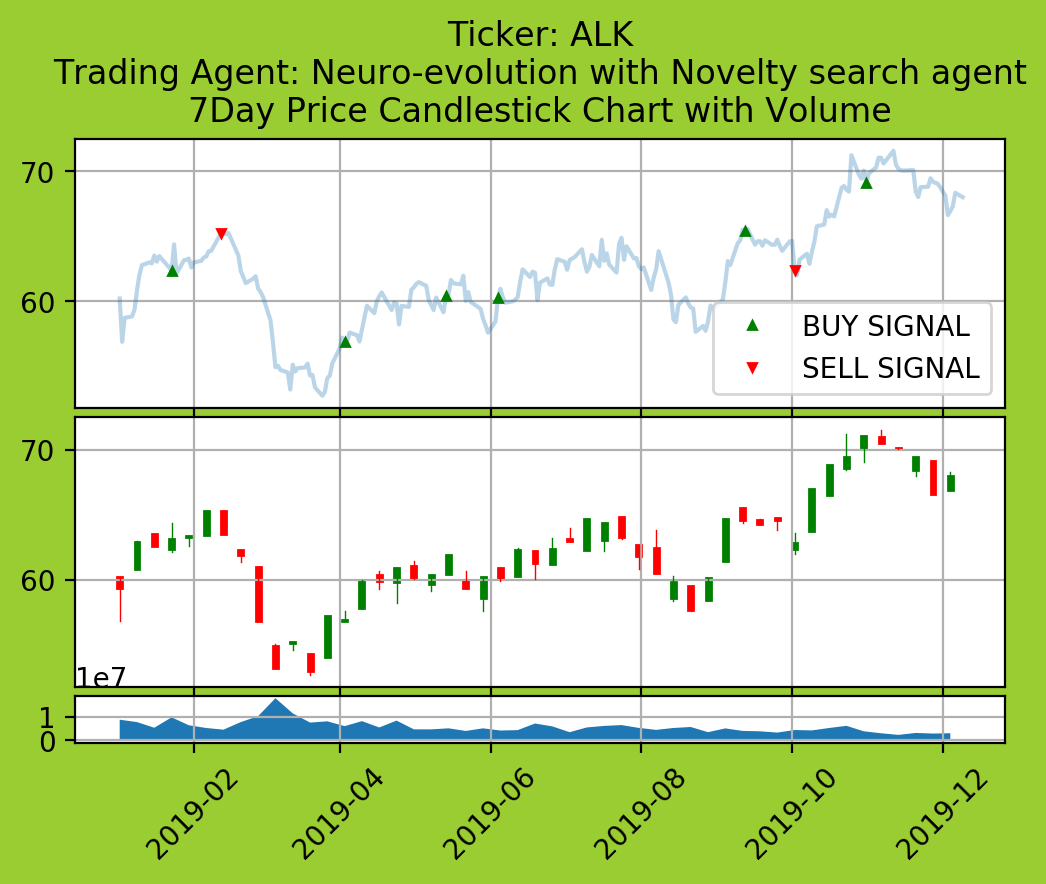 Ticker: ALK
Trading Agent: Neuro-evolution with Novelty search agent
7Day Price Candlestick Chart with Volume
70
60
BUY SIGNAL
SELL SIGNAL
70
60
1e7
1
0
2019-02
2019-04
2019-06
2019-08
2019-10
2019-12